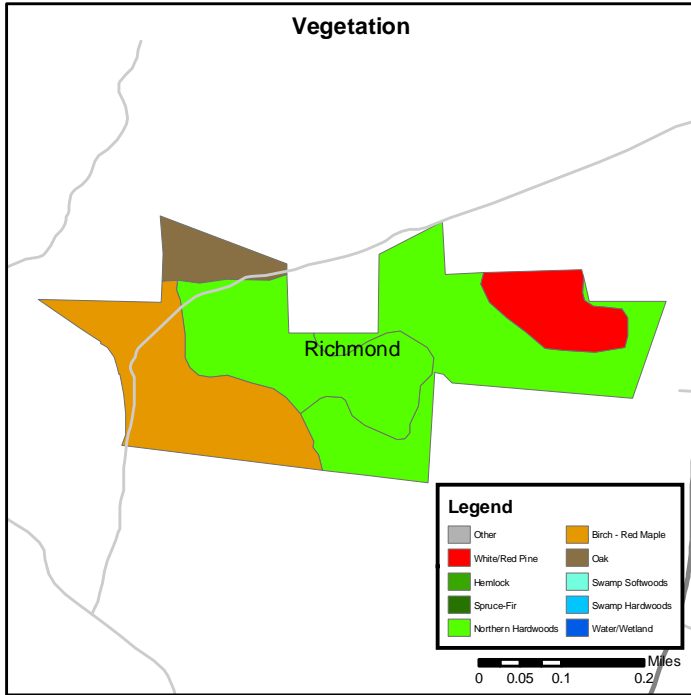 Vegetation
Richmond
Legend
Other
White/Red Pine
Hemlock
Spruce-Fir
Northern Hardwoods
Birch - Red Maple
Oak
Swamp Softwoods
Swamp Hardwoods
Water/Wetland
Miles
0 0.05 0.1 0.2